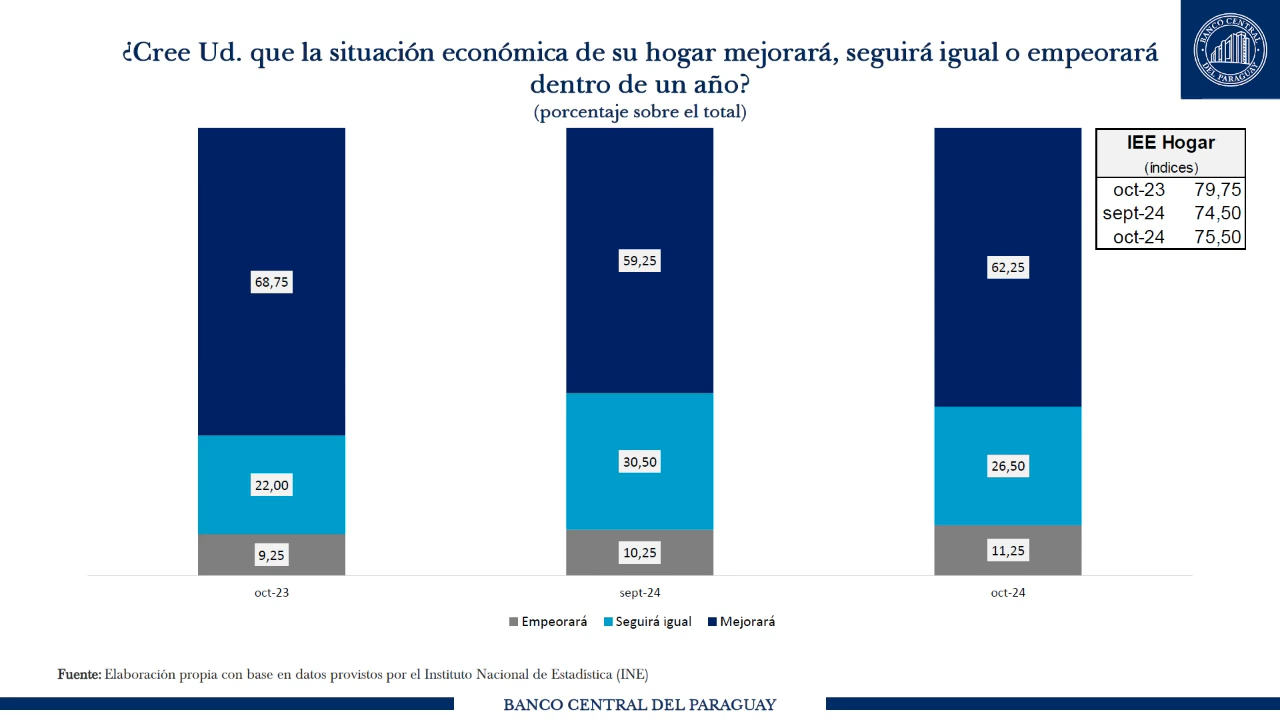 ¿Cree Ud. que la situación económica de su hogar mejorará, seguirá igual o empeorará
dentro de un año?
(porcentaje sobre el total)
BANCO CENTRAL
DEL PARAGUAY
IEE Hogar
(índices)
oct-23 79,75
sept-24 74,50
oct-24 75,50
68,75
59,25
62,25
22,00
30,50
26,50
9,25
10,25
11,25
oct-23
sept-24
oct-24
Empeorará
Seguirá igual
Mejorará
Fuente: Elaboración propia con base en datos provistos por el Instituto Nacional de Estadística (INE)
BANCO CENTRAL DEL PARAGUAY